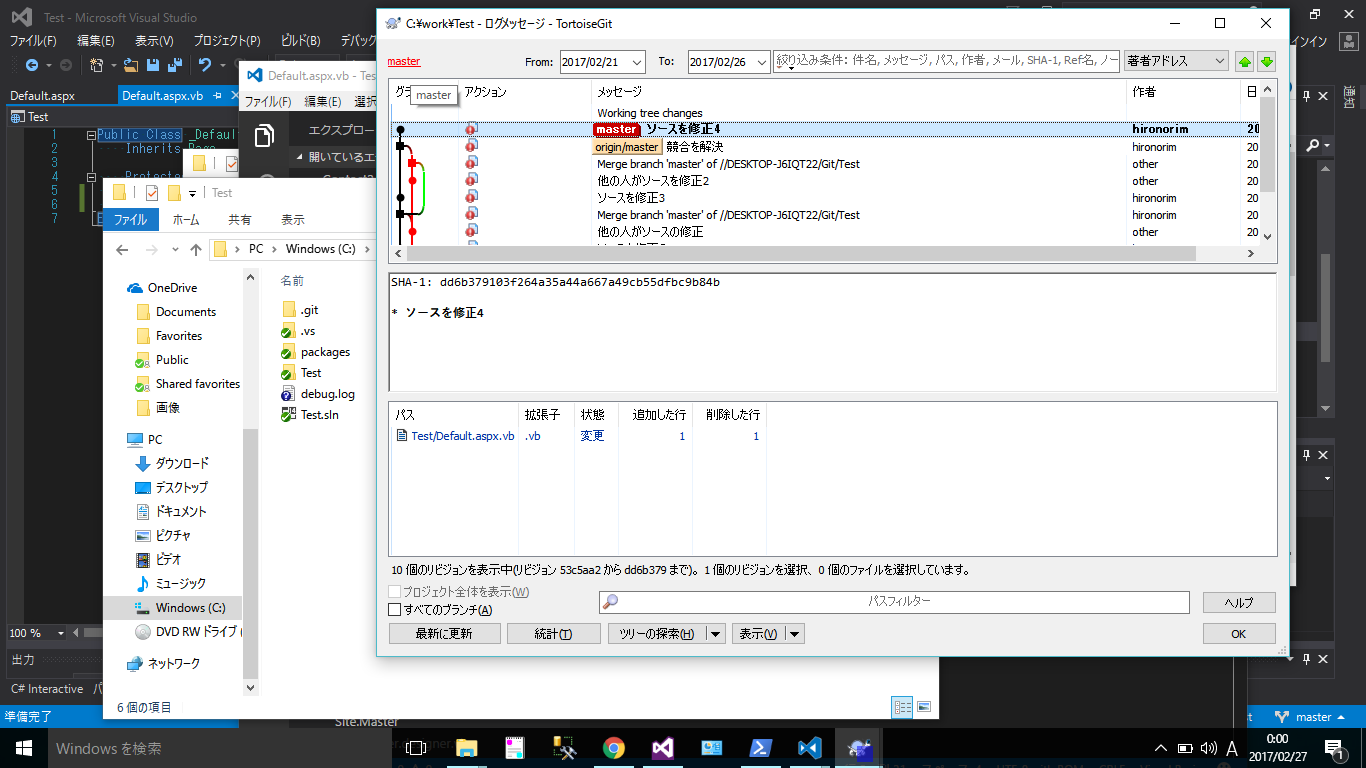 Test - Microsoft Visual Studio
ファイル(F) 編集(E) 表示(V) プロジェクト(P) ビルド(B) デバッグ
インイン
Default.aspx Default.aspx.vb
Test
1 Public Class _Default
2 Inherits Page
3
4 Protecte
5
6
7
通知
100 %
出力
C# Interactive
準備完了
master
Default.aspx.vb - Tes
ファイル(F) 編集(E) 選択
エクスプロー
開いているエ
Site.Master
Test
ファイル ホーム 共有 表示
PC Windows (C:)
OneDrive
Documents
Favorites
Public
Shared favorites
画像
PC
ダウンロード
デスクトップ
ドキュメント
ピクチャ
ビデオ
ミュージック
Windows (C:)
DVD RW ドライブ (
ネットワーク
名前
.git
.vs
packages
Test
debug.log
Test.sln
6 個の項目
C:¥work¥Test - ログメッセージ - TortoiseGit
master From: 2017/02/21 To: 2017/02/26 絞り込み条件: 件名, メッセージ, パス, 作者, メール, SHA-1, Ref名, ノー 著者アドレス
master
アクション メッセージ 作者 日
Working tree changes
master ソースを修正4 hironorim 20
origin/master 競合を解決 hironorim 20
Merge branch 'master' of //DESKTOP-J6IQT22/Git/Test other 20
他の人がソースを修正2 other 20
ソースを修正3 hironorim 20
Merge branch 'master' of //DESKTOP-J6IQT22/Git/Test hironorim 20
他の人がソースの修正 other 20
SHA-1: dd6b379103f264a35a44a667a49cb55dfbc9b84b
* ソースを修正4
パス 拡張子 状態 追加した行 削除した行
Test/Default.aspx.vb .vb 変更 1 1
10 個のリビジョンを表示中(リビジョン 53c5aa2 から dd6b379 まで)。1 個のリビジョンを選択、0 個のファイルを選択しています。
プロジェクト全体を表示(W)
すべてのブランチ(A)
パスフィルター
ヘルプ
最新に更新 統計(T) ツリーの探索(H) 表示(V) OK
Windows を検索
A
0:00
2017/02/27
1